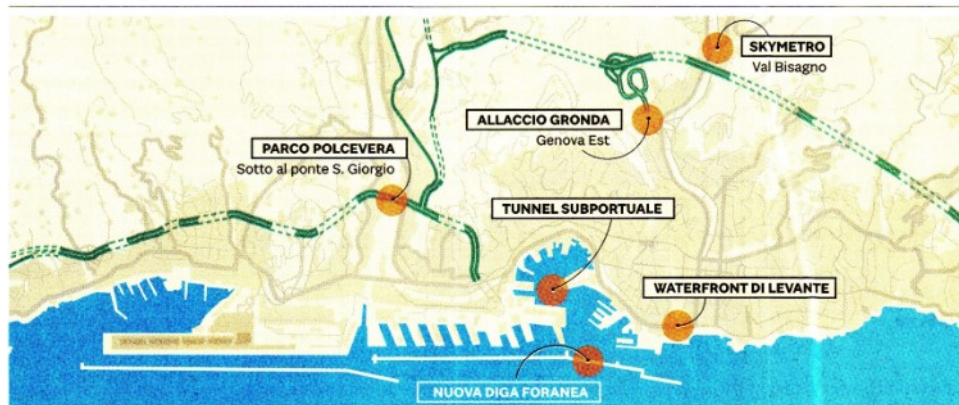 SKYMETRO
Val Bisagno
ALLACCIO GRONDA
Genova Est
PARCO POLCEVERA
Sotto al ponte S. Giorgio
TUNNEL SUBPORTUALE
WATERFRONT DI LEVANTE
NUOVA DIGA FORANEA